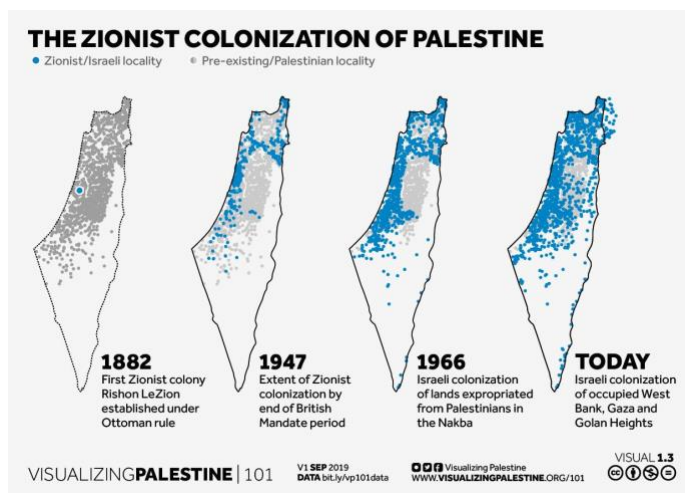 THE ZIONIST COLONIZATION OF PALESTINE
Zionist/Israeli locality
Pre-existing/Palestinian locality
1882
First Zionist colony
Rishon LeZion
established under
Ottoman rule
1947
Extent of Zionist
colonization by
end of British
Mandate period
1966
Israeli colonization
of lands expropriated
from Palestinians in
the Nakba
TODAY
Israeli colonization
of occupied West
Bank, Gaza and
Golan Heights
VISUALIZINGPALESTINE | 101
V1 SEP 2019
DATA bit.ly/vp101data
Visualizing Palestine
WWW.VISUALIZINGPALESTINE.ORG/101
VISUAL 1.3